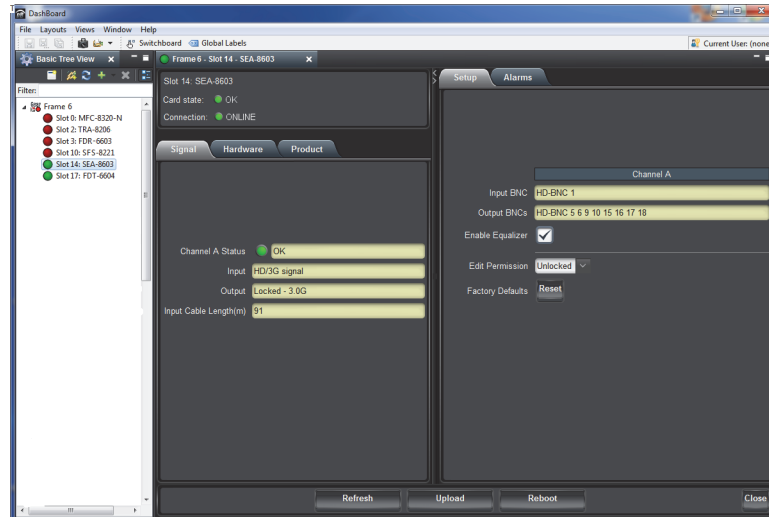 DashBoard
File Layouts Views Window Help
Switchboard Global Labels
Current User: (none
Basic Tree View
Filter:
Frame 6
Slot 0: MFC-8320-N
Slot 2: TRA-8206
Slot 3: FDR-6603
Slot 10: SFS-8221
Slot 14: SEA-8603
Slot 17: FDT-6604
Frame 6 - Slot 14 - SEA-8603
Slot 14: SEA-8603
Card state: OK
Connection: ONLINE
Signal Hardware Product
Channel A Status OK
Input HD/3G signal
Output Locked - 3.0G
Input Cable Length(m) 91
Setup Alarms
Channel A
Input BNC HD-BNC 1
Output BNCs HD-BNC 5 6 9 10 15 16 17 18
Enable Equalizer
Edit Permission Unlocked
Factory Defaults Reset
Refresh Upload Reboot Close